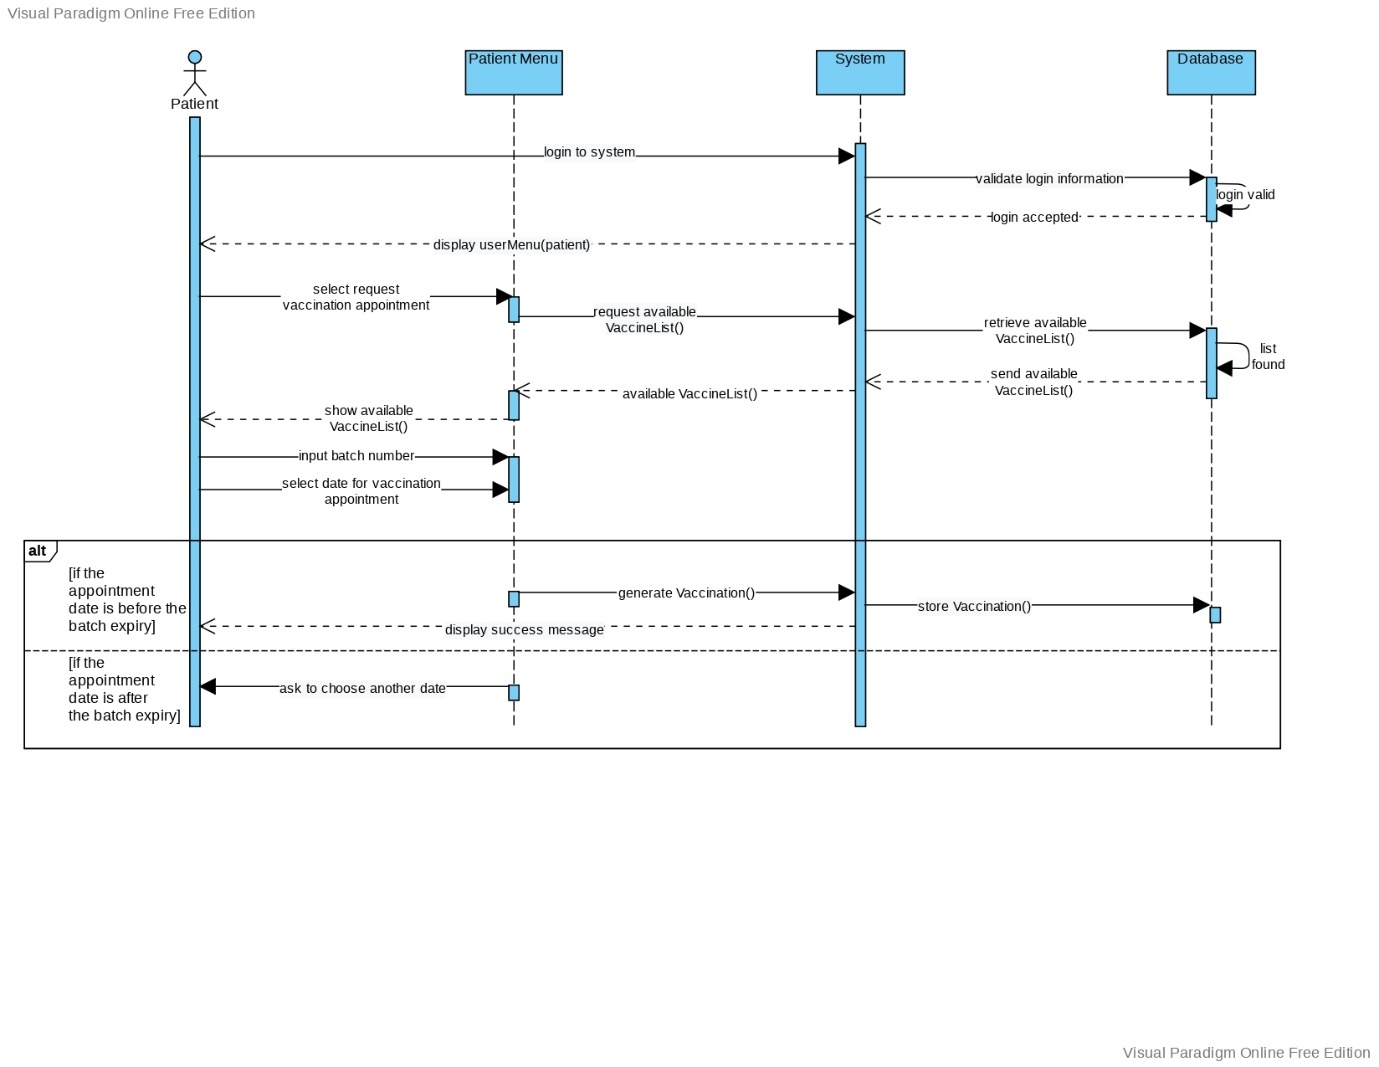 Visual Paradigm Online Free Edition
Patient
Patient Menu
System
Database
login to system
validate login information
login valid
login accepted
display userMenu(patient)
select request
vaccination appointment
request available
VaccineList()
retrieve available
VaccineList()
list
found
send available
VaccineList()
available VaccineList()
show available
VaccineList()
input batch number
select date for vaccination
appointment
alt
[if the
appointment
date is before the
batch expiry]
generate Vaccination()
store Vaccination()
display success message
[if the
appointment
date is after
the batch expiry]
ask to choose another date
Visual Paradigm Online Free Edition